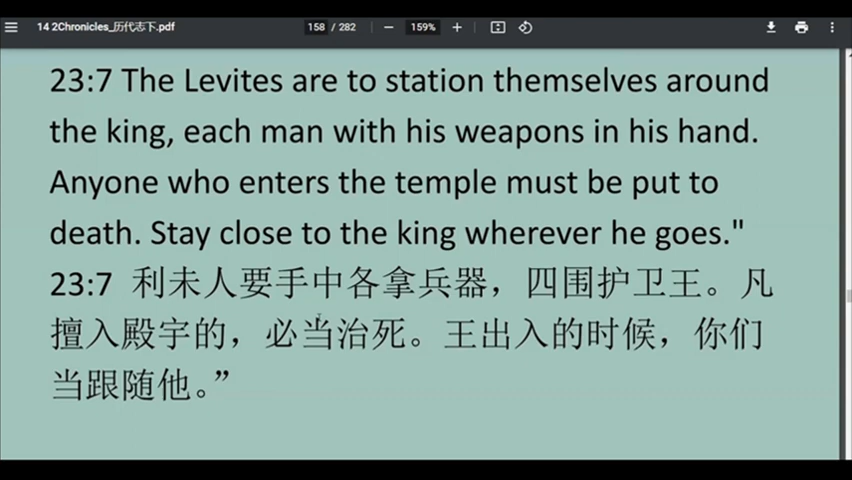 14 2Chronicles_历代志下.pdf
158 / 282
159%
23:7 The Levites are to station themselves around
the king, each man with his weapons in his hand.
Anyone who enters the temple must be put to
death. Stay close to the king wherever he goes."
23:7 利未人要手中各拿兵器，四围护卫王。凡
擅入殿宇的，必当治死。王出入的时候，你们
当跟随他。”